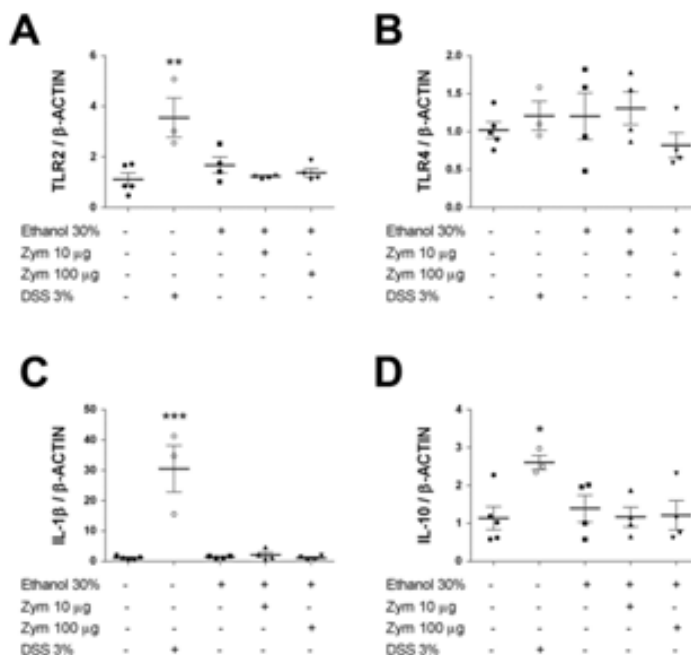 A
B
TLR2 / β-ACTIN
6
4
2
0
**
TLR4 / β-ACTIN
2.0
1.5
1.0
0.5
0.0
Ethanol 30% - - + + +
Zym 10 µg - - - + -
Zym 100 µg - - - - +
DSS 3% - + - - -
Ethanol 30% - - + + +
Zym 10 µg - - - + -
Zym 100 µg - - - - +
DSS 3% - + - - -
C
D
IL-1β / β-ACTIN
50
40
30
20
10
0
***
IL-10 / β-ACTIN
4
3
2
1
0
*
Ethanol 30% - - + + +
Zym 10 µg - - - + -
Zym 100 µg - - - - +
DSS 3% - + - - -
Ethanol 30% - - + + +
Zym 10 µg - - - + -
Zym 100 µg - - - - +
DSS 3% - + - - -